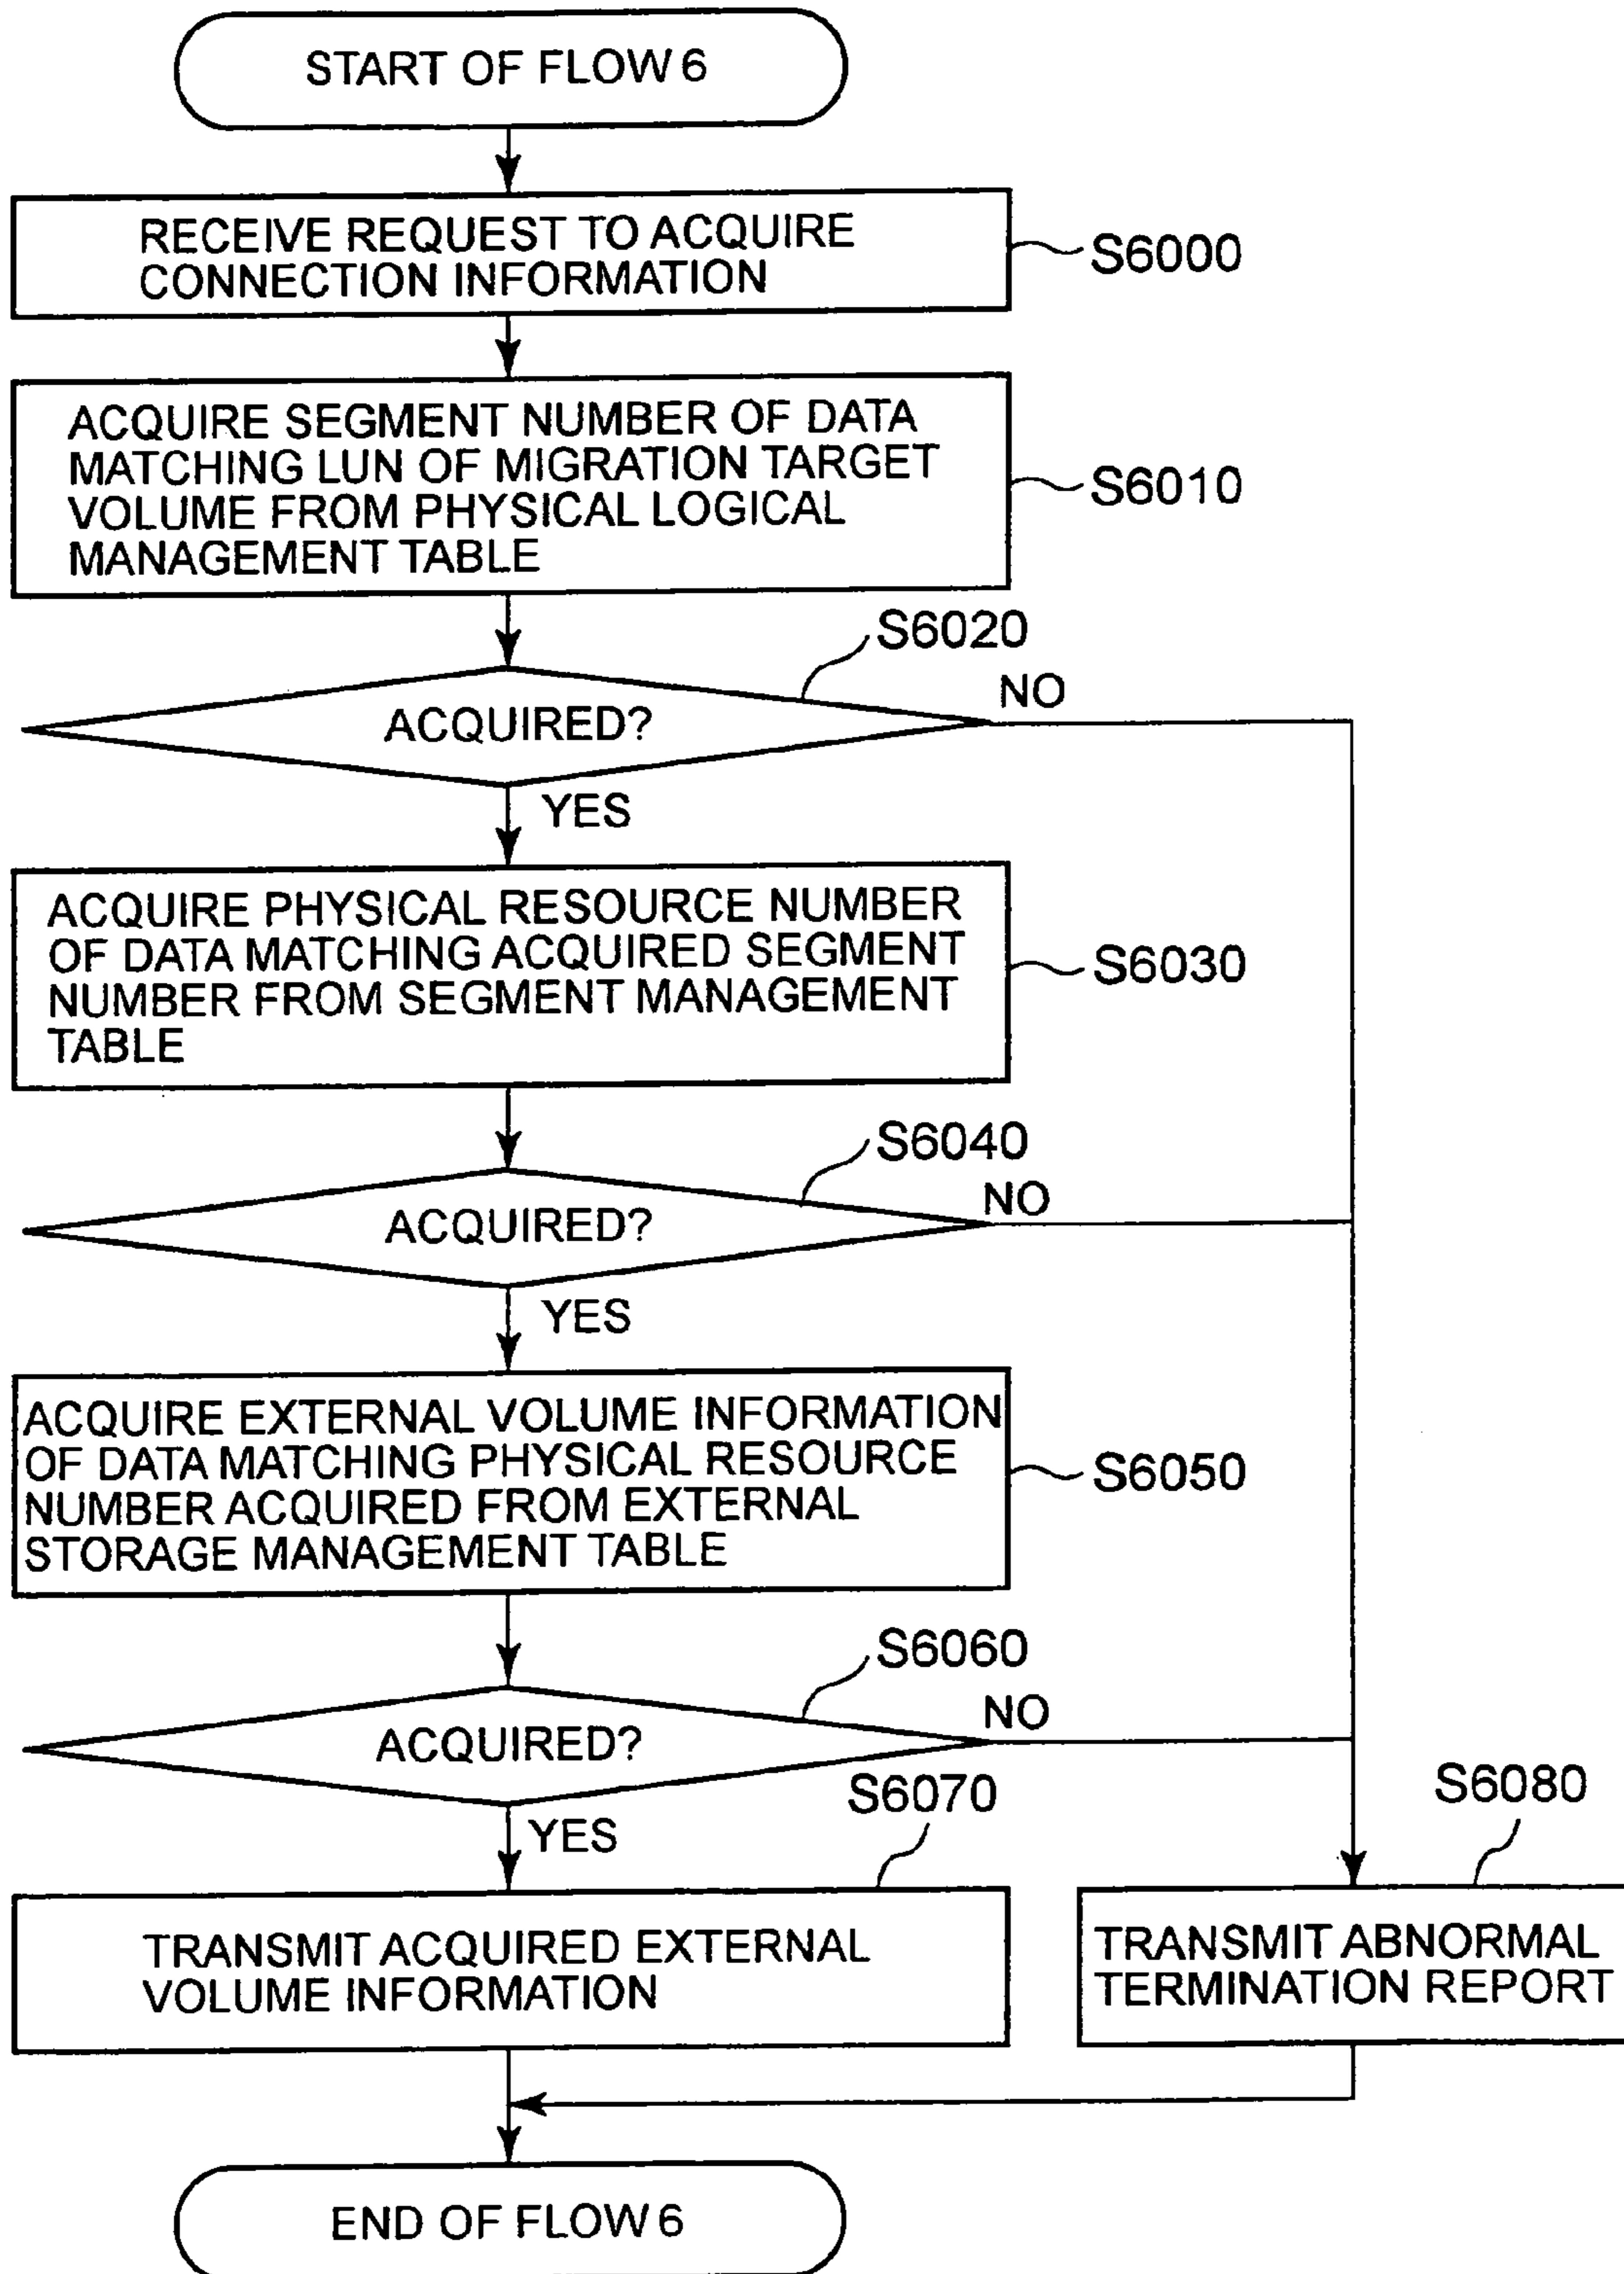 START OF FLOW 6
RECEIVE REQUEST TO ACQUIRE
CONNECTION INFORMATION
S6000
ACQUIRE SEGMENT NUMBER OF DATA
MATCHING LUN OF MIGRATION TARGET
VOLUME FROM PHYSICAL LOGICAL
MANAGEMENT TABLE
S6010
S6020
ACQUIRED?
NO
YES
ACQUIRE PHYSICAL RESOURCE NUMBER
OF DATA MATCHING ACQUIRED SEGMENT
NUMBER FROM SEGMENT MANAGEMENT
TABLE
S6030
S6040
ACQUIRED?
NO
YES
ACQUIRE EXTERNAL VOLUME INFORMATION
OF DATA MATCHING PHYSICAL RESOURCE
NUMBER ACQUIRED FROM EXTERNAL
STORAGE MANAGEMENT TABLE
S6050
S6060
ACQUIRED?
NO
YES
S6070
TRANSMIT ACQUIRED EXTERNAL
VOLUME INFORMATION
S6080
TRANSMIT ABNORMAL
TERMINATION REPORT
END OF FLOW 6